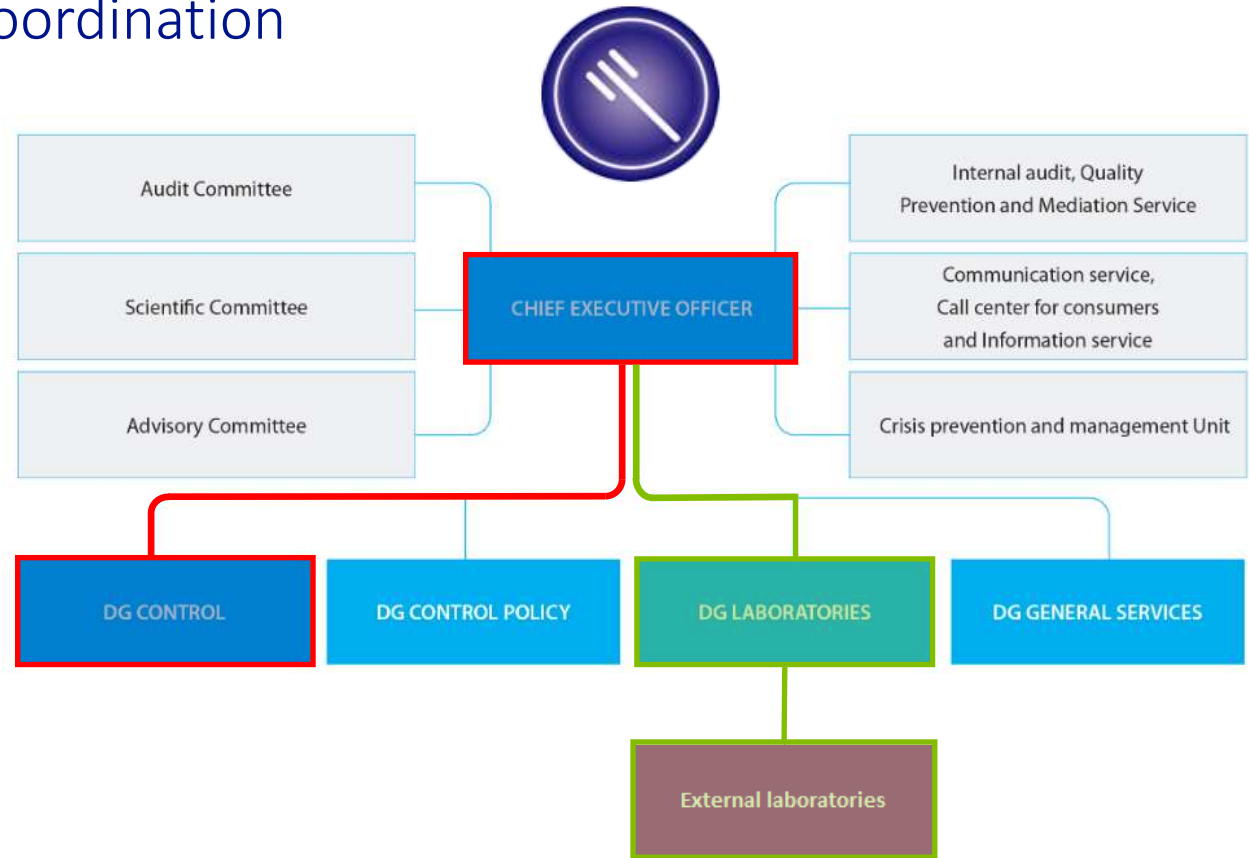 oordination
Audit Committee
Internal audit, Quality
Prevention and Mediation Service
Scientific Committee
CHIEF EXECUTIVE OFFICER
Communication service,
Call center for consumers
and Information service
Advisory Committee
Crisis prevention and management Unit
DG CONTROL
DG CONTROL POLICY
DG LABORATORIES
DG GENERAL SERVICES
External laboratories